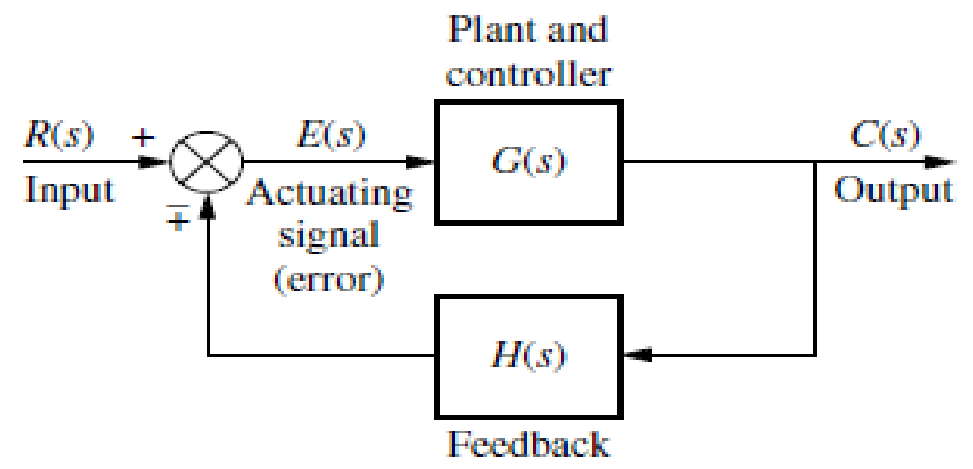 Plant and
controller
R(s) + E(s) G(s) C(s)
Input Actuating Output
∓ signal
(error)
H(s)
Feedback